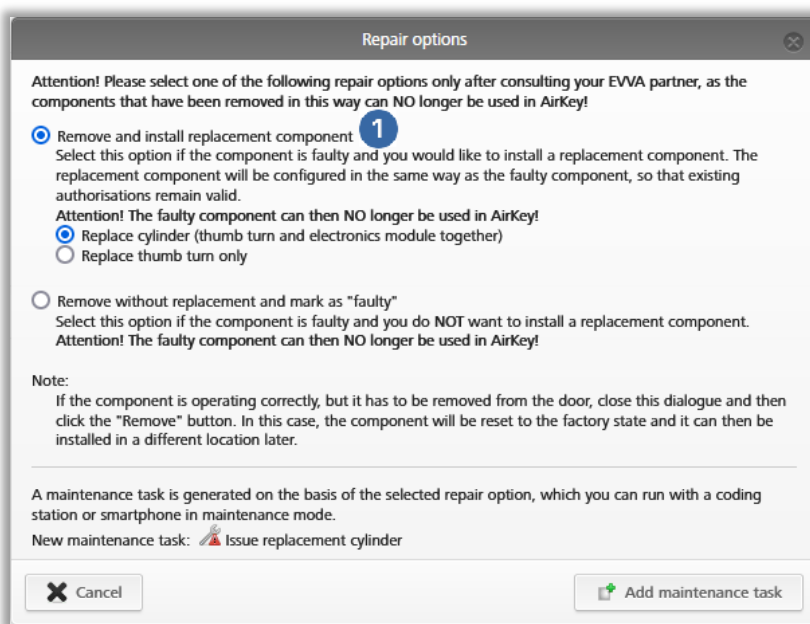 Repair options
Attention! Please select one of the following repair options only after consulting your EVVA partner, as the
components that have been removed in this way can NO longer be used in AirKey!
Remove and install replacement component 1
Select this option if the component is faulty and you would like to install a replacement component. The
replacement component will be configured in the same way as the faulty component, so that existing
authorisations remain valid.
Attention! The faulty component can then NO longer be used in AirKey!
Replace cylinder (thumb turn and electronics module together)
Replace thumb turn only
Remove without replacement and mark as "faulty"
Select this option if the component is faulty and you do NOT want to install a replacement component.
Attention! The faulty component can then NO longer be used in AirKey!
Note:
If the component is operating correctly, but it has to be removed from the door, close this dialogue and then
click the "Remove" button. In this case, the component will be reset to the factory state and it can then be
installed in a different location later.
A maintenance task is generated on the basis of the selected repair option, which you can run with a coding
station or smartphone in maintenance mode.
New maintenance task: Issue replacement cylinder
Cancel
Add maintenance task